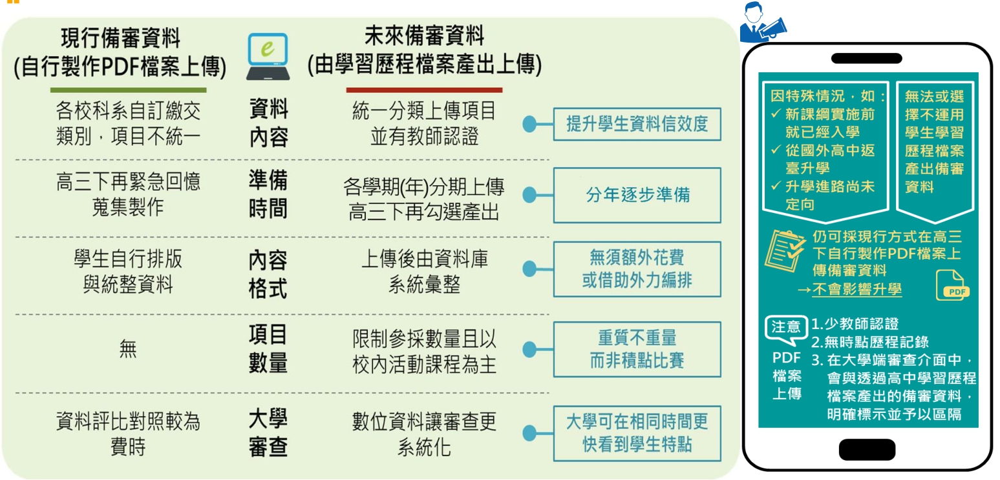 現行備審資料
(自行製作PDF檔案上傳)
e
未來備審資料
(由學習歷程檔案產出上傳)
各校科系自訂繳交
類別，項目不統一
資料
內容
統一分類上傳項目
並有教師認證
提升學生資料信效度
高三下再緊急回憶
蒐集製作
準備
時間
各學期(年)分期上傳
高三下再勾選產出
分年逐步準備
學生自行排版
與統整資料
內容
格式
上傳後由資料庫
系統彙整
無須額外花費
或借助外力編排
無
項目
數量
限制參採數量且以
校內活動課程為主
重質不重量
而非積點比賽
資料評比對照較為
費時
大學
審查
數位資料讓審查更
系統化
大學可在相同時間更
快看到學生特點
因特殊情況，如：
✓ 新課綱實施前
就已經入學
✓ 從國外高中返
臺升學
✓ 升學進路尚未
定向
無法或選
擇不運用
學生學習
歷程檔案
產出備審
資料
仍可採現行方式在高三
下自行製作PDF檔案上
傳備審資料
→不會影響升學
PDF
注意
PDF
檔案
上傳
1.少教師認證
2.無時點歷程記錄
3. 在大學端審查介面中，
會與透過高中學習歷程
檔案產出的備審資料，
明確標示並予以區隔